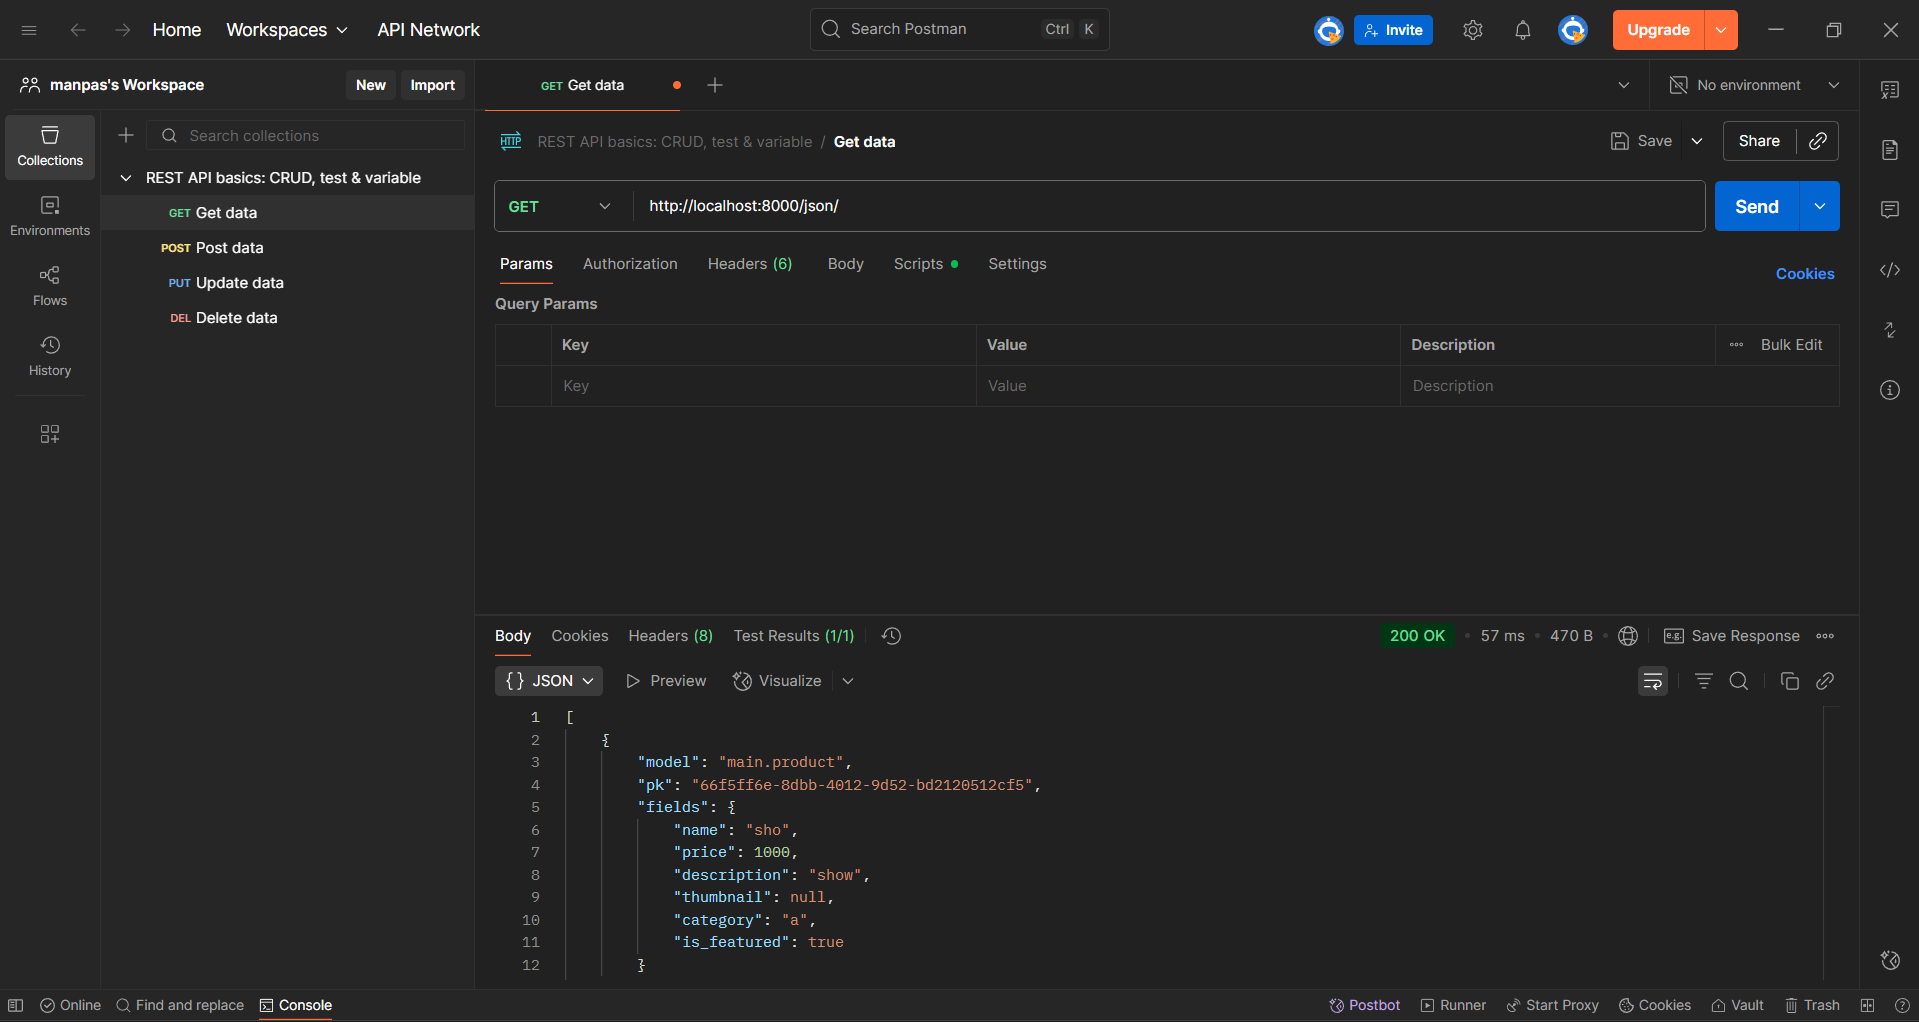 Home Workspaces API Network Search Postman Ctrl K Invite Upgrade
manpas's Workspace New Import GET Get data No environment
Collections
Search collections
REST API basics: CRUD, test & variable
GET Get data
POST Post data
PUT Update data
DEL Delete data
Environments
Flows
History
HTTP REST API basics: CRUD, test & variable / Get data Save Share
GET http://localhost:8000/json/ Send
Params Authorization Headers (6) Body Scripts Settings Cookies
Query Params
Key Value Description Bulk Edit
Key Value Description
Body Cookies Headers (8) Test Results (1/1) 200 OK 57 ms 470 B e.g. Save Response
{} JSON Preview Visualize
1 [
2 {
3 "model": "main.product",
4 "pk": "66f5ff6e-8dbb-4012-9d52-bd2120512cf5",
5 "fields": {
6 "name": "sho",
7 "price": 1000,
8 "description": "show",
9 "thumbnail": null,
10 "category": "a",
11 "is_featured": true
12 }
Online Find and replace Console Postbot Runner Start Proxy Cookies Vault Trash